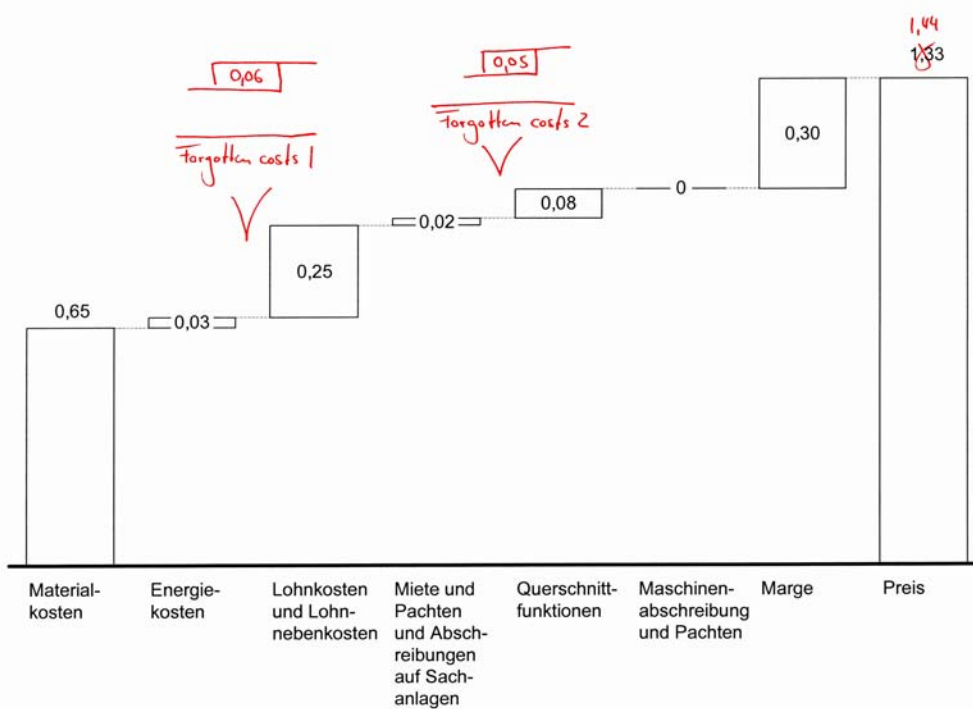 1,44
1,33
0,06
0,05
Forgotten costs 1
Forgotten costs 2
0,30
0
0,08
0,02
0,25
0,65
0,03
Material-
kosten
Energie-
kosten
Lohnkosten
und Lohn-
nebenkosten
Miete und
Pachten
und Absch-
reibungen
auf Sach-
anlagen
Querschnitt-
funktionen
Maschinen-
abschreibung
und Pachten
Marge
Preis